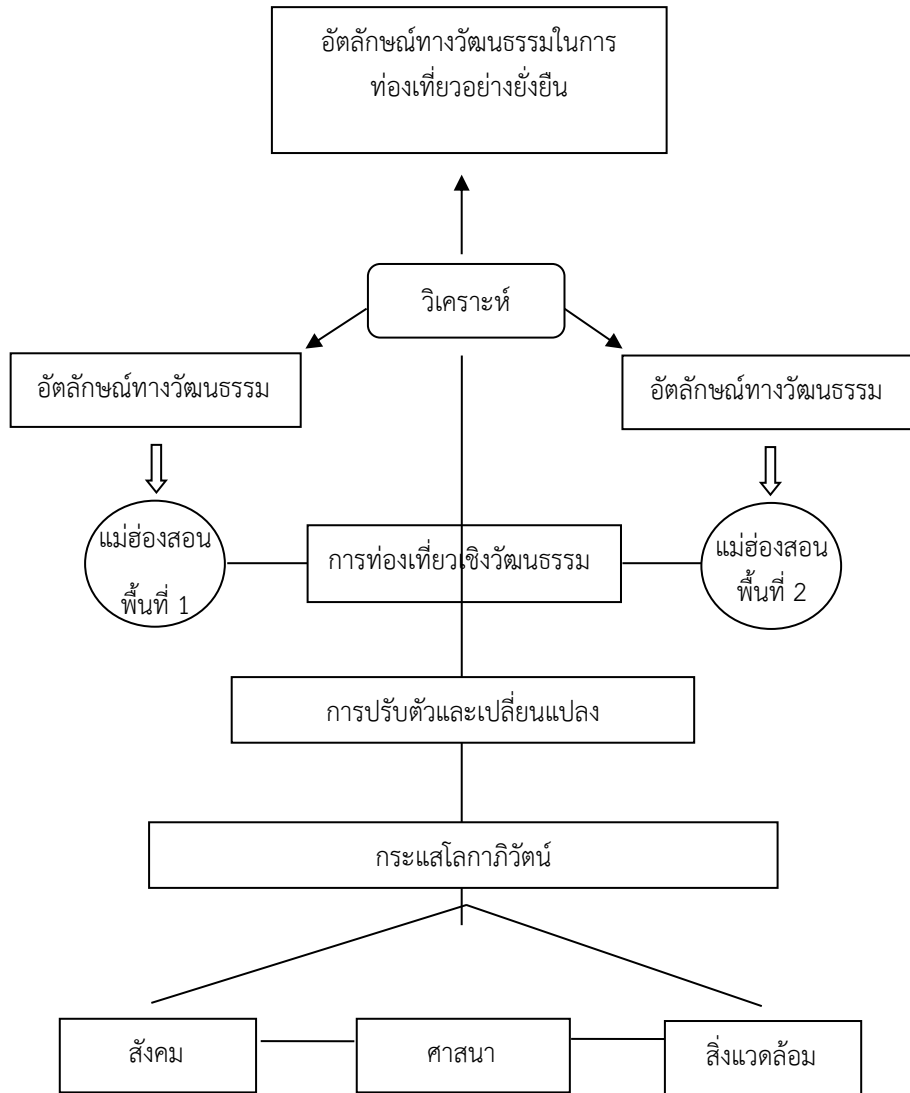 อัตลักษณ์ทางวัฒนธรรมในการ
ท่องเที่ยวอย่างยั่งยืน
วิเคราะห์
อัตลักษณ์ทางวัฒนธรรม
อัตลักษณ์ทางวัฒนธรรม
แม่ฮ่องสอน
พื้นที่ 1
การท่องเที่ยวเชิงวัฒนธรรม
แม่ฮ่องสอน
พื้นที่ 2
การปรับตัวและเปลี่ยนแปลง
กระแสโลกาภิวัตน์
สังคม
ศาสนา
สิ่งแวดล้อม